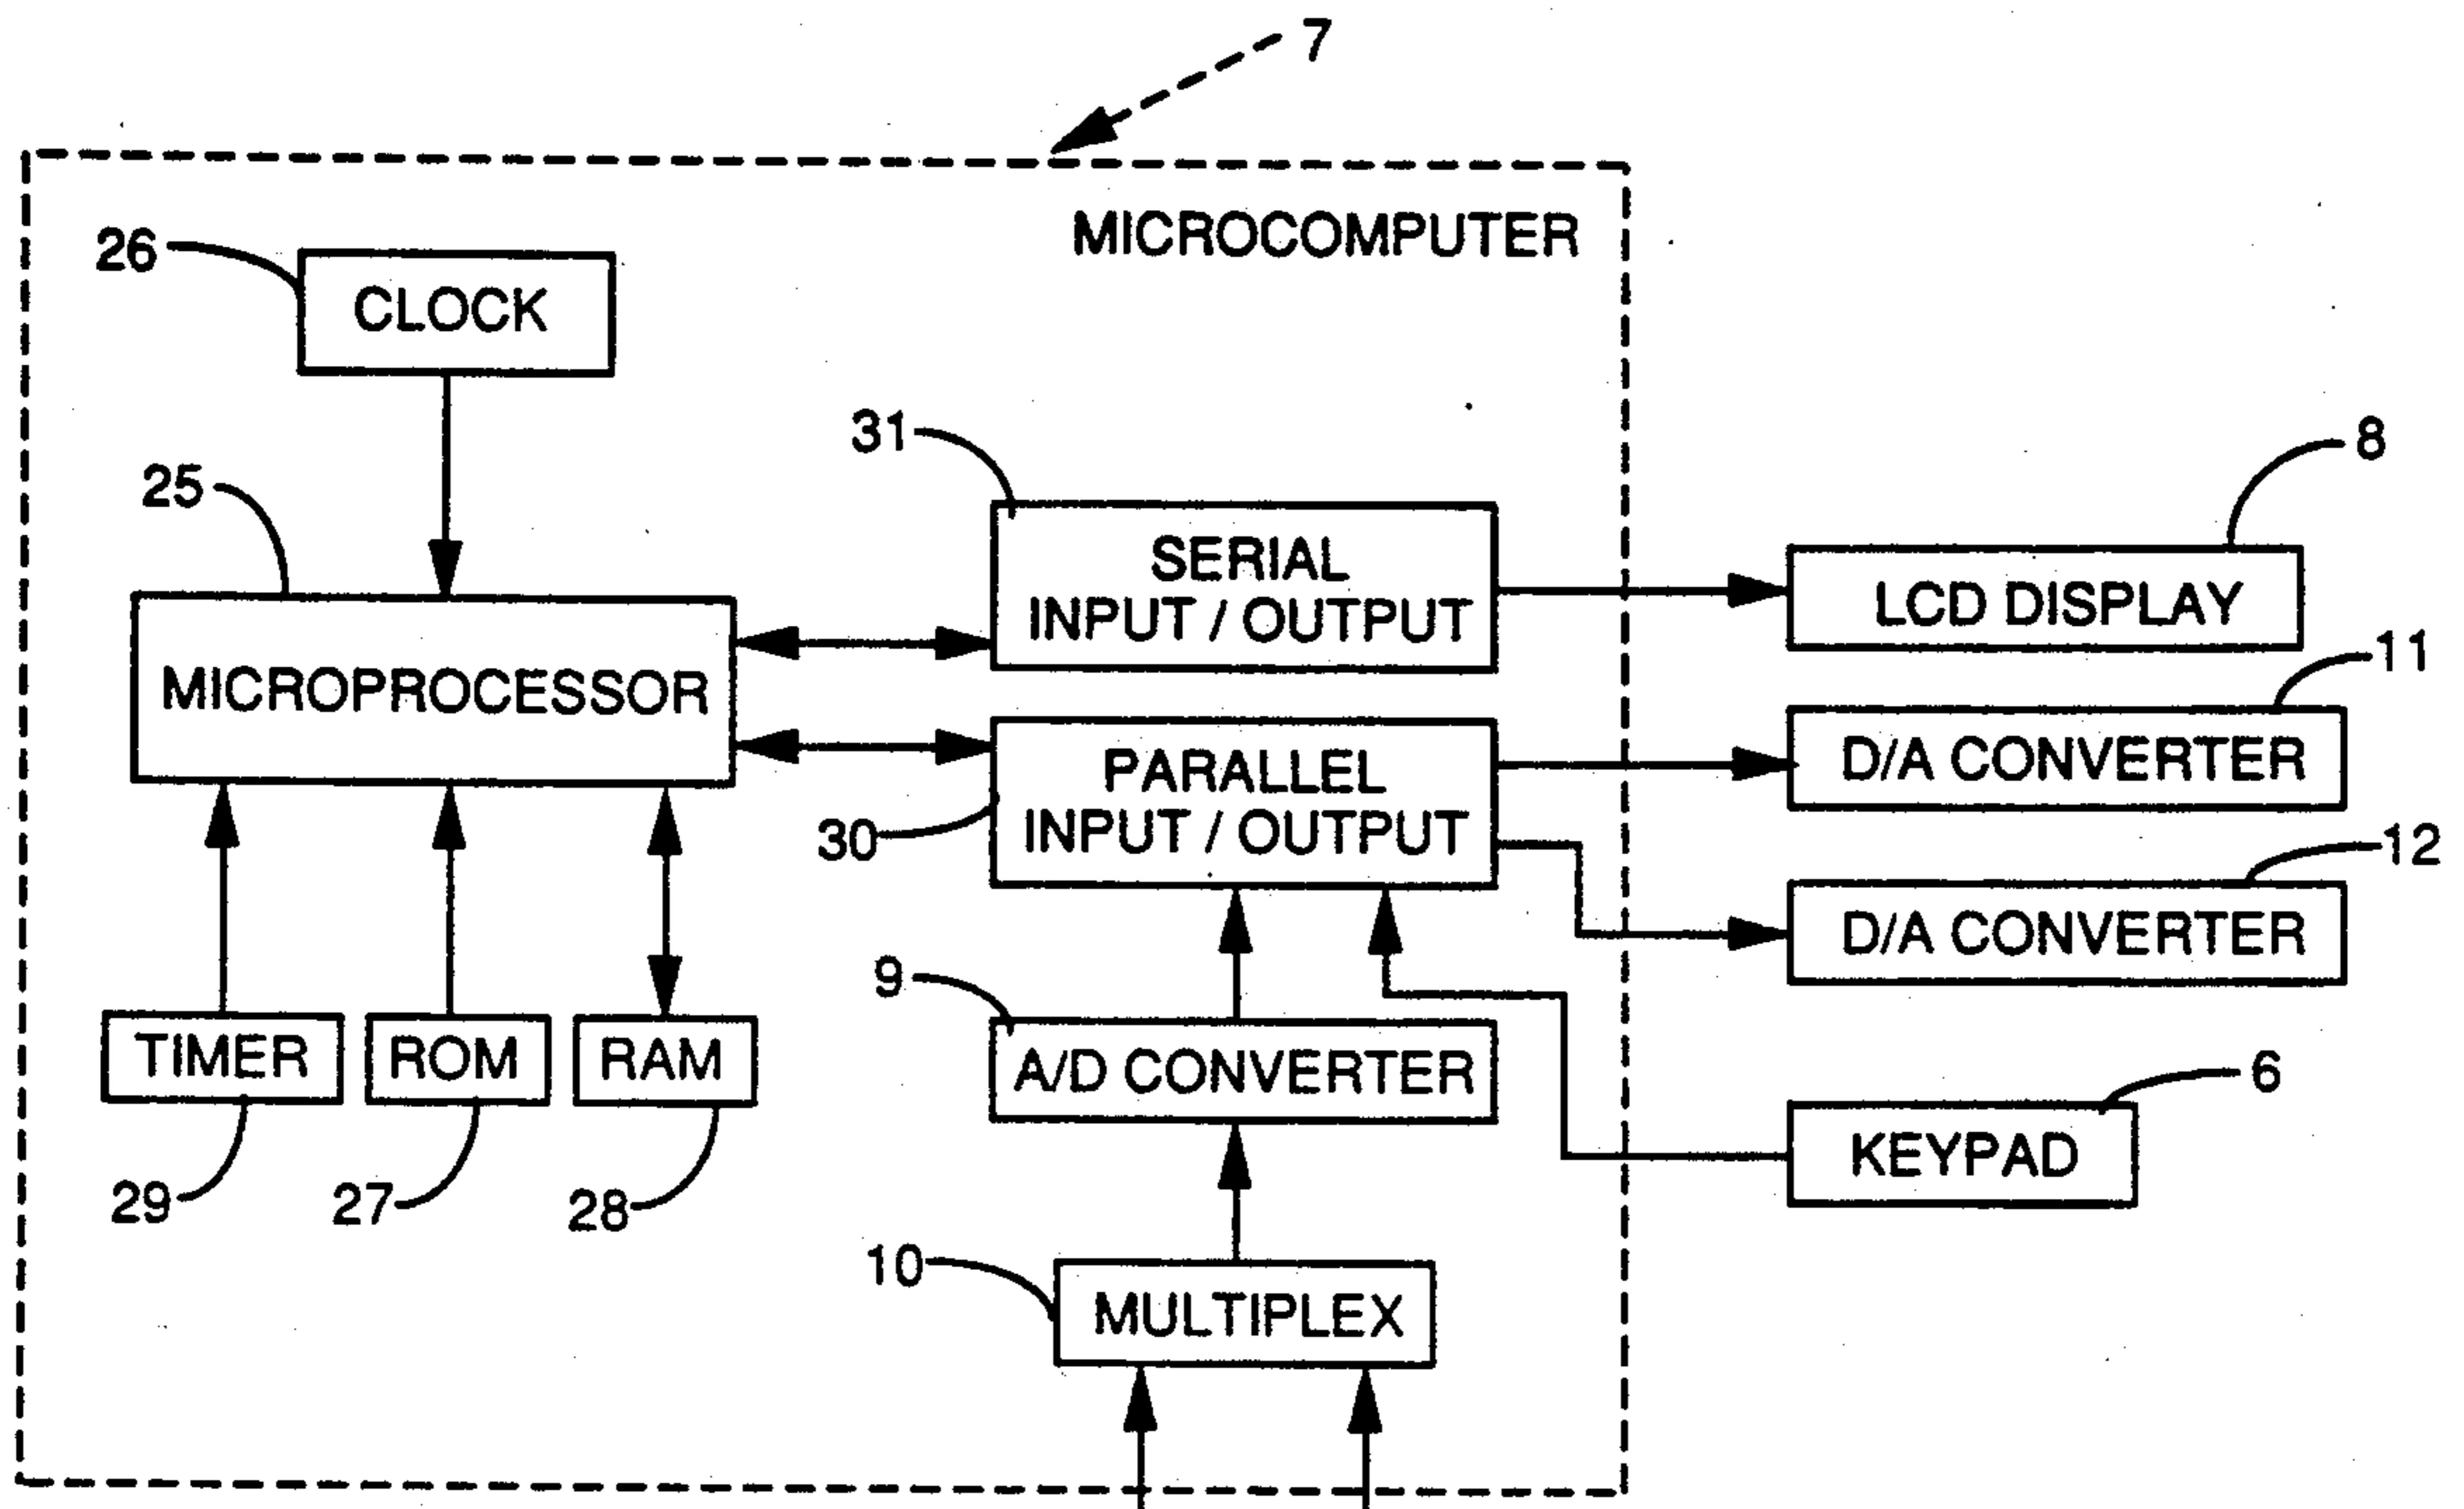 7
MICROCOMPUTER
26
CLOCK
31
8
25
SERIAL
INPUT / OUTPUT
LCD DISPLAY
11
MICROPROCESSOR
PARALLEL
INPUT / OUTPUT
D/A CONVERTER
30
12
D/A CONVERTER
9
TIMER
ROM
RAM
A/D CONVERTER
6
KEYPAD
29
27
28
10
MULTIPLEX